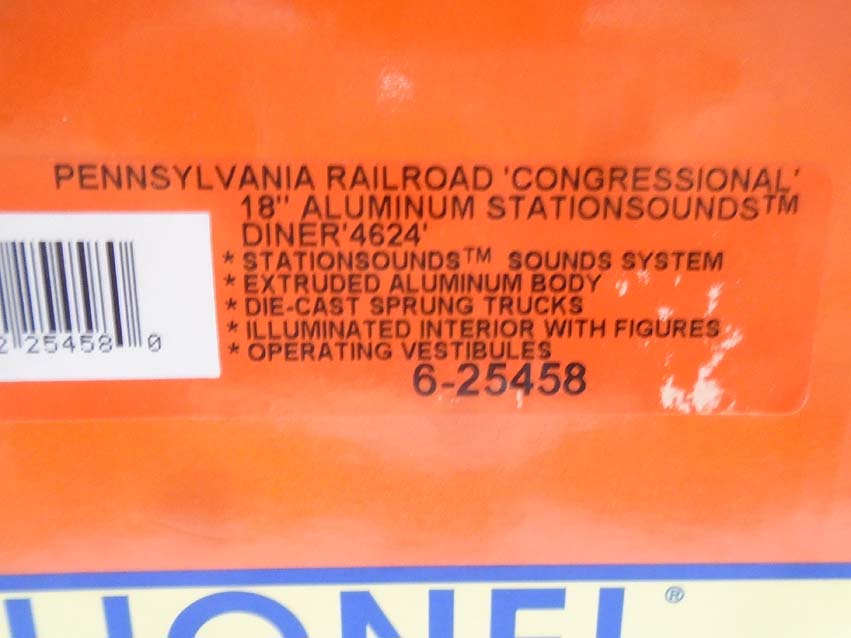 PENNSYLVANIA RAILROAD 'CONGRESSIONAL'
18" ALUMINUM STATIONSOUNDS™
DINER'4624'
* STATIONSOUNDS™ SOUNDS SYSTEM
* EXTRUDED ALUMINUM BODY
* DIE-CAST SPRUNG TRUCKS
* ILLUMINATED INTERIOR WITH FIGURES
* OPERATING VESTIBULES
6-25458
2 25458 0
LIONEL®